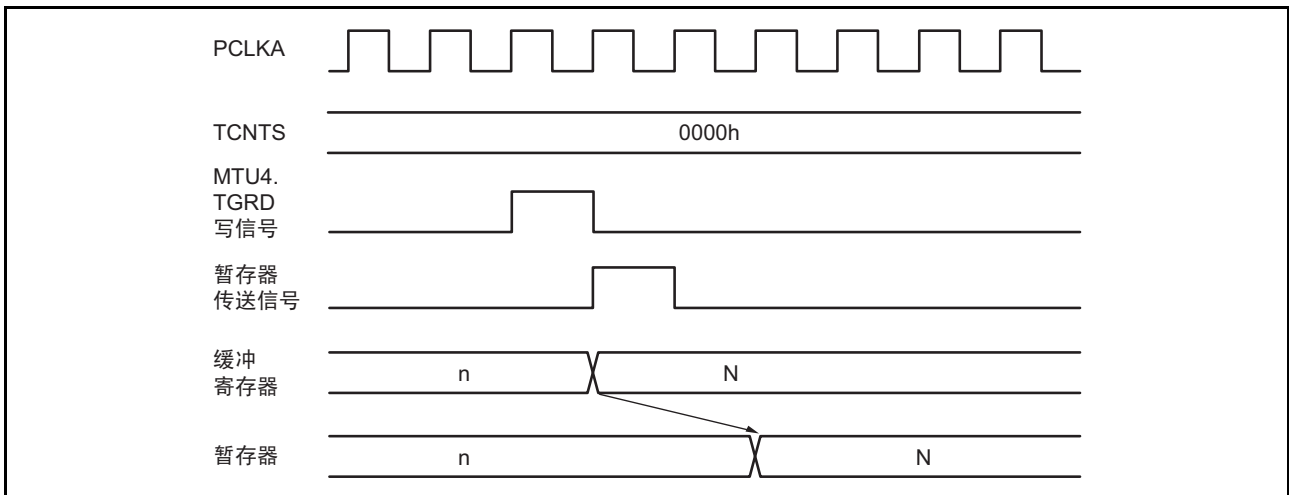 PCLKA
TCNTS
0000h
MTU4.
TGRD
写信号
暂存器
传送信号
缓冲
寄存器
n
N
暂存器
n
N